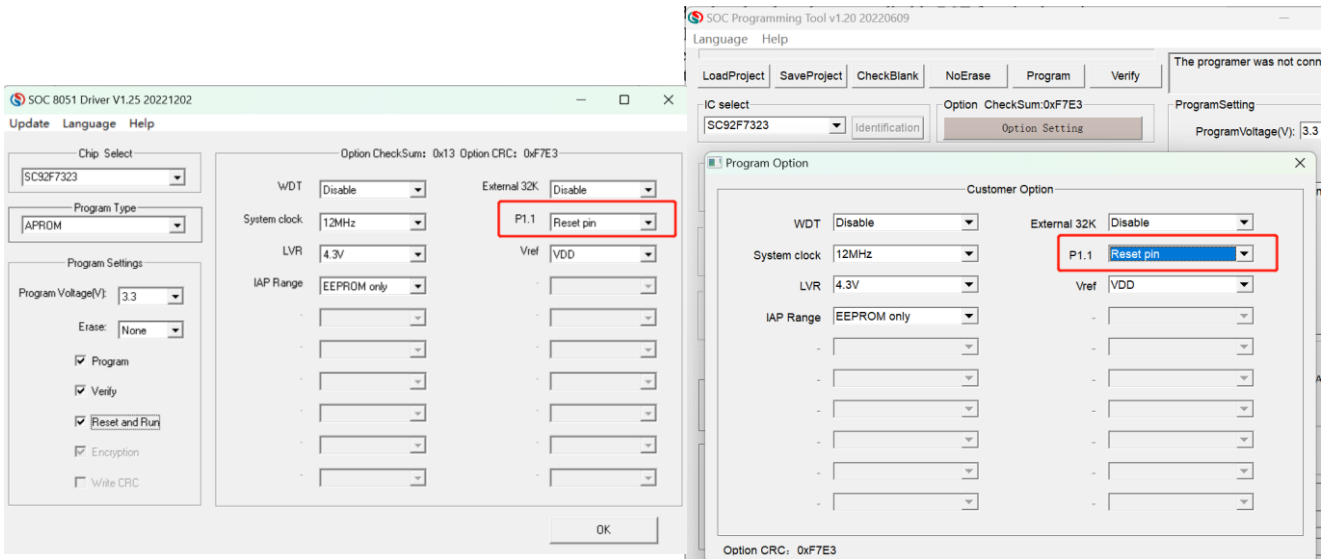 SOC 8051 Driver V1.25 20221202
Update Language Help
Chip Select
SC92F7323
Program Type
APROM
Program Settings
Program Voltage(V): 3.3
Erase: None
Program
Verify
Reset and Run
Encryption
Write CRC
Option CheckSum: 0x13 Option CRC: 0xF7E3
WDT Disable External 32K Disable
System clock 12MHz P1.1 Reset pin
LVR 4.3V Vref VDD
IAP Range EEPROM only
OK
SOC Programming Tool v1.20 20220609
Language Help
LoadProject SaveProject CheckBlank NoErase Program Verify
The programer was not conn
IC select
SC92F7323 Identification
Option CheckSum:0xF7E3
Option Setting
ProgramSetting
ProgramVoltage(V): 3.3
Program Option
Customer Option
WDT Disable External 32K Disable
System clock 12MHz P1.1 Reset pin
LVR 4.3V Vref VDD
IAP Range EEPROM only
Option CRC: 0xF7E3